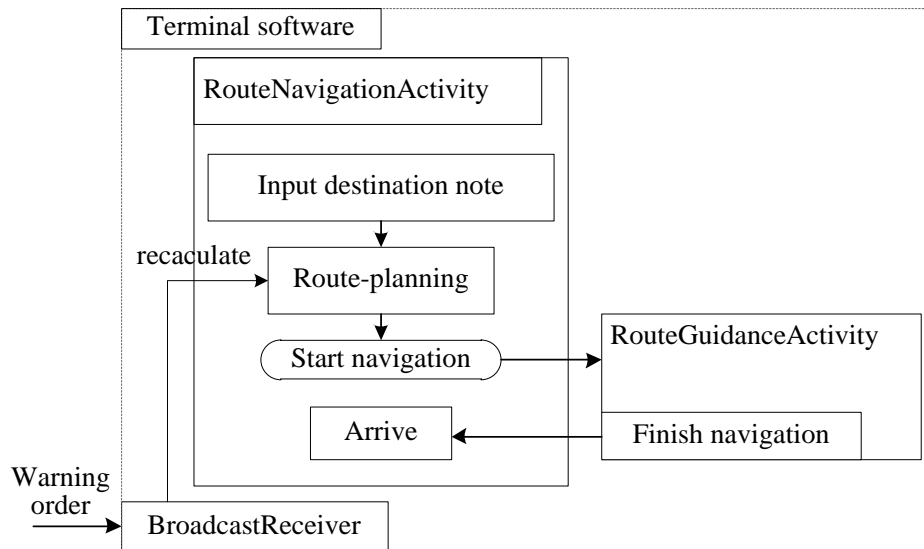 Terminal software
RouteNavigationActivity
Input destination note
recaculate
Route-planning
Start navigation
RouteGuidanceActivity
Arrive
Finish navigation
Warning
order
BroadcastReceiver